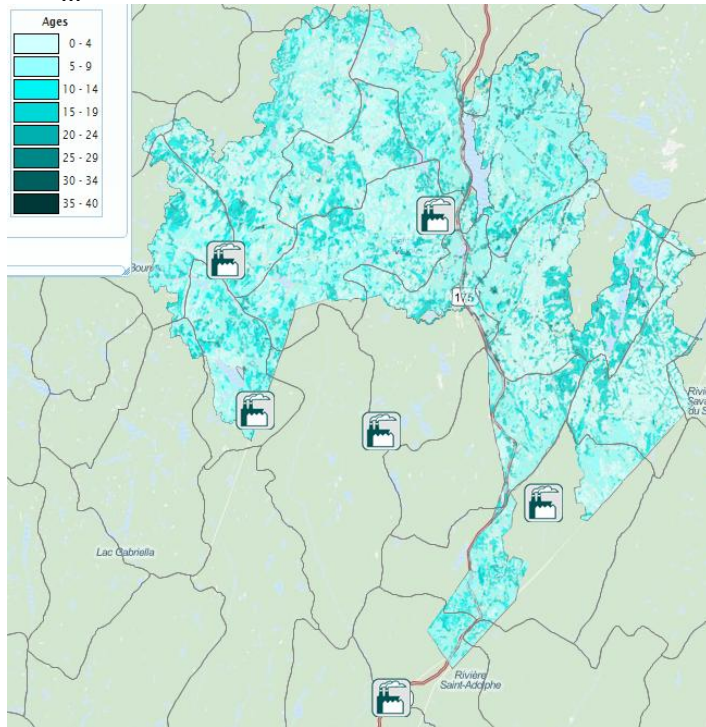 Ages
0 - 4
5 - 9
10 - 14
15 - 19
20 - 24
25 - 29
30 - 34
35 - 40
175
Lac Gabriella
Rivière
Saint-Adolphe